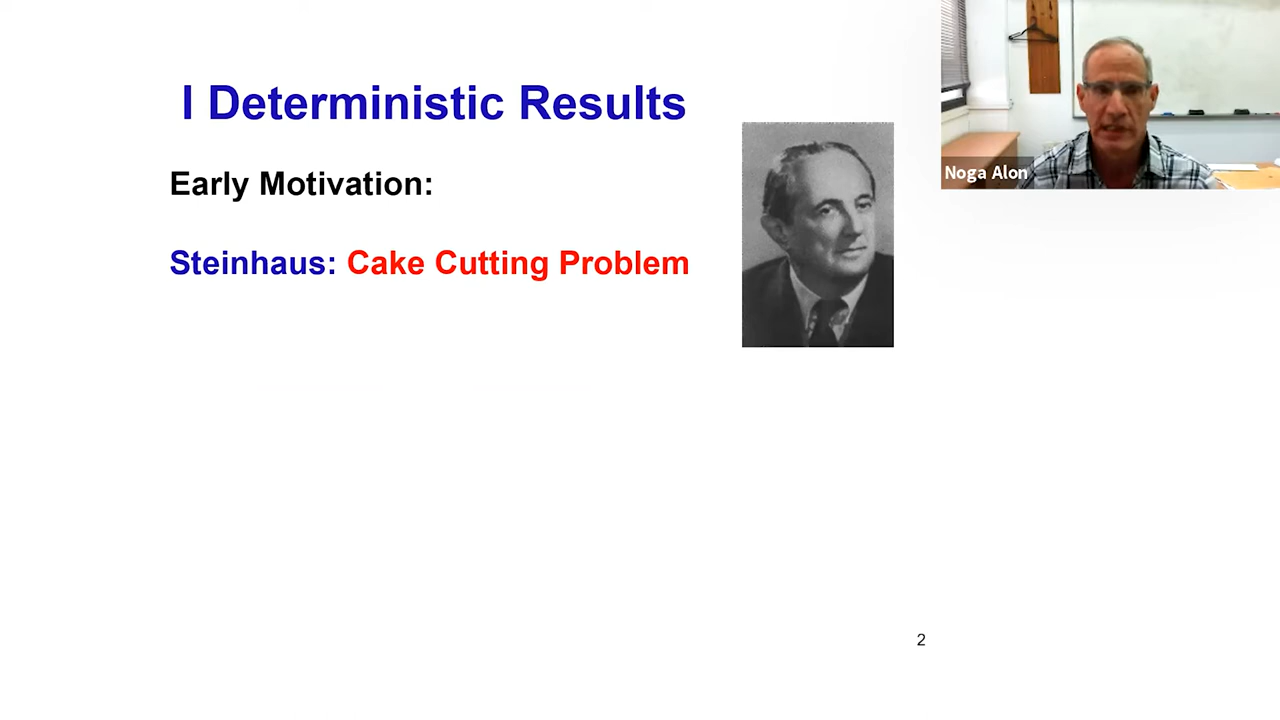 I Deterministic Results
Early Motivation:
Steinhaus: Cake Cutting Problem
Noga Alon
2